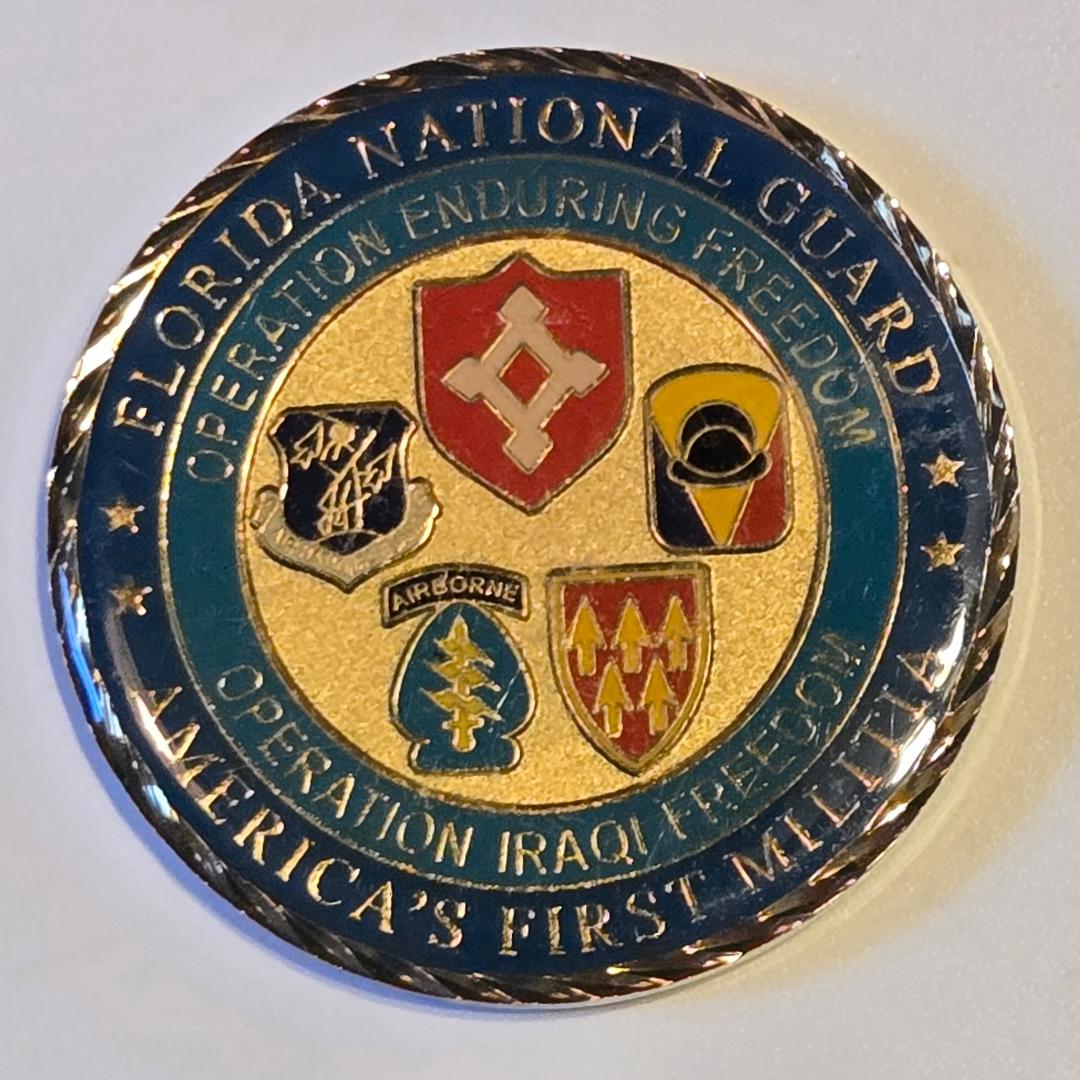 FLORIDA NATIONAL GUARD
OPERATION ENDURING FREEDOM
AIRBORNE
OPERATION IRAQI FREEDOM
AMERICA'S FIRST MILITIA